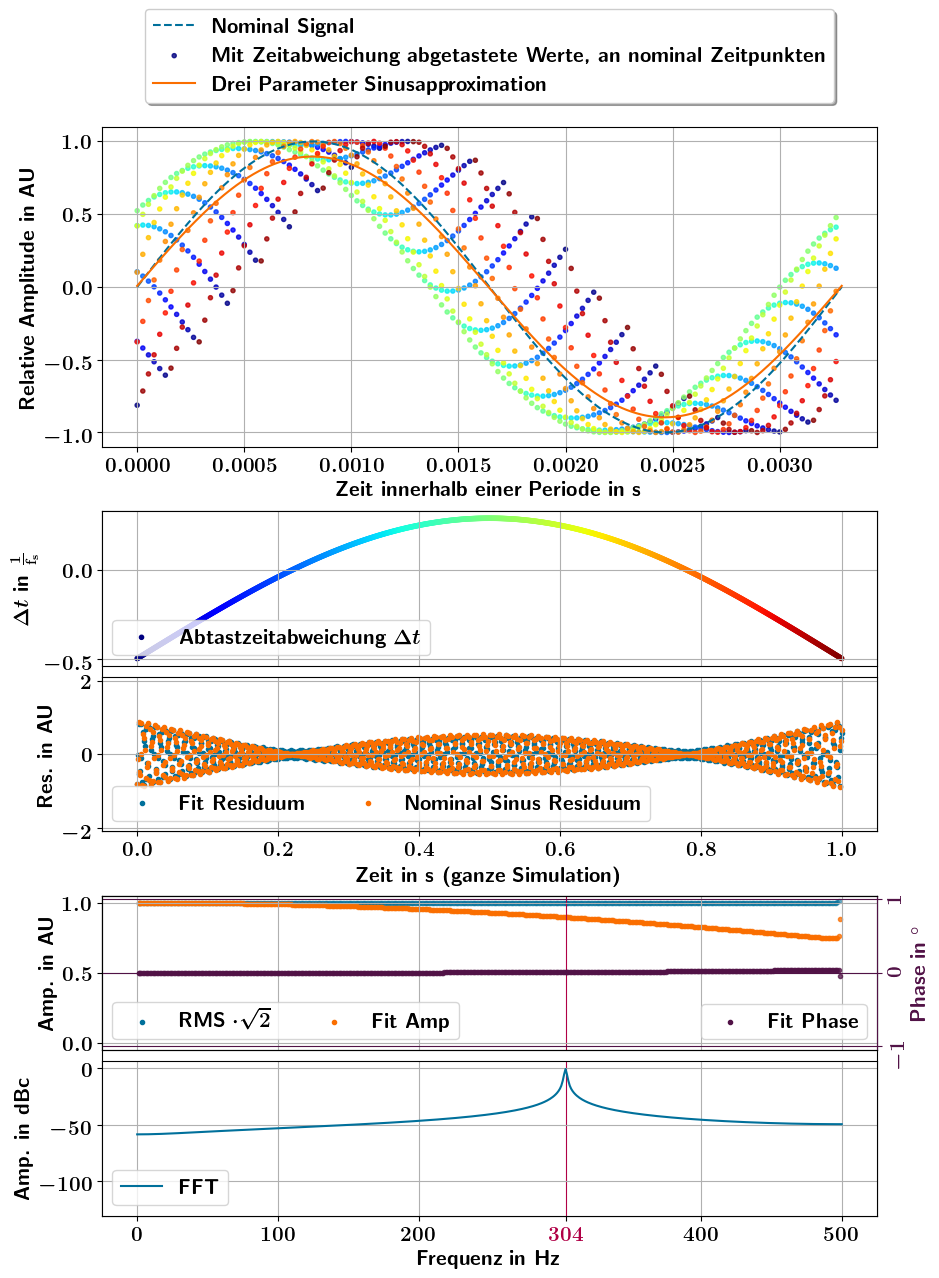 Nominal Signal
Mit Zeitabweichung abgetastete Werte, an nominal Zeitpunkten
Drei Parameter Sinusapproximation
Relative Amplitude in AU
1.0
0.5
0.0
−0.5
−1.0
0.0000 0.0005 0.0010 0.0015 0.0020 0.0025 0.0030
Zeit innerhalb einer Periode in s
Δt in 1/fs
0.0
−0.5
Abtastzeitabweichung Δt
Res. in AU
2
0
−2
Fit Residuum Nominal Sinus Residuum
0.0 0.2 0.4 0.6 0.8 1.0
Zeit in s (ganze Simulation)
Amp. in AU
1.0
0.5
0.0
RMS ·√2 Fit Amp
Fit Phase
1
0
−1
Phase in °
Amp. in dBc
0
−50
−100
FFT
0 100 200 304 400 500
Frequenz in Hz